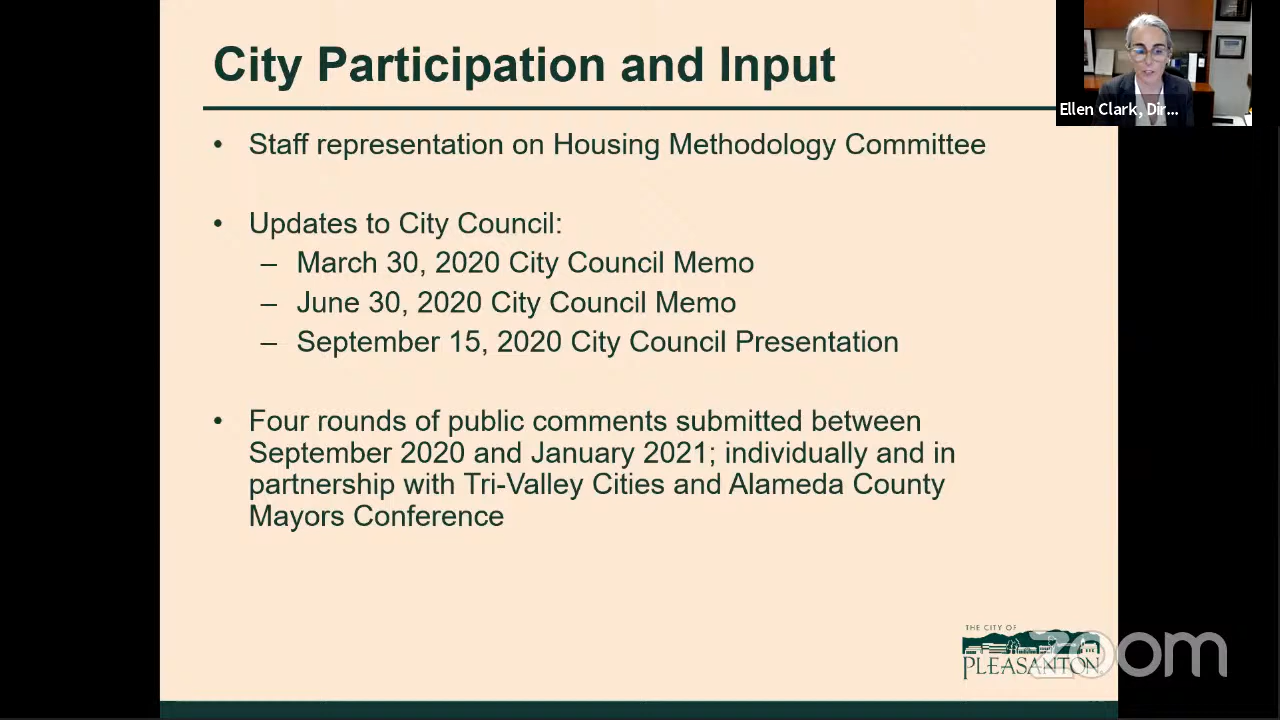 City Participation and Input
Ellen Clark, Dir...
• Staff representation on Housing Methodology Committee
• Updates to City Council:
– March 30, 2020 City Council Memo
– June 30, 2020 City Council Memo
– September 15, 2020 City Council Presentation
• Four rounds of public comments submitted between
September 2020 and January 2021; individually and in
partnership with Tri-Valley Cities and Alameda County
Mayors Conference
THE CITY OF
PLEASANTON
zoom